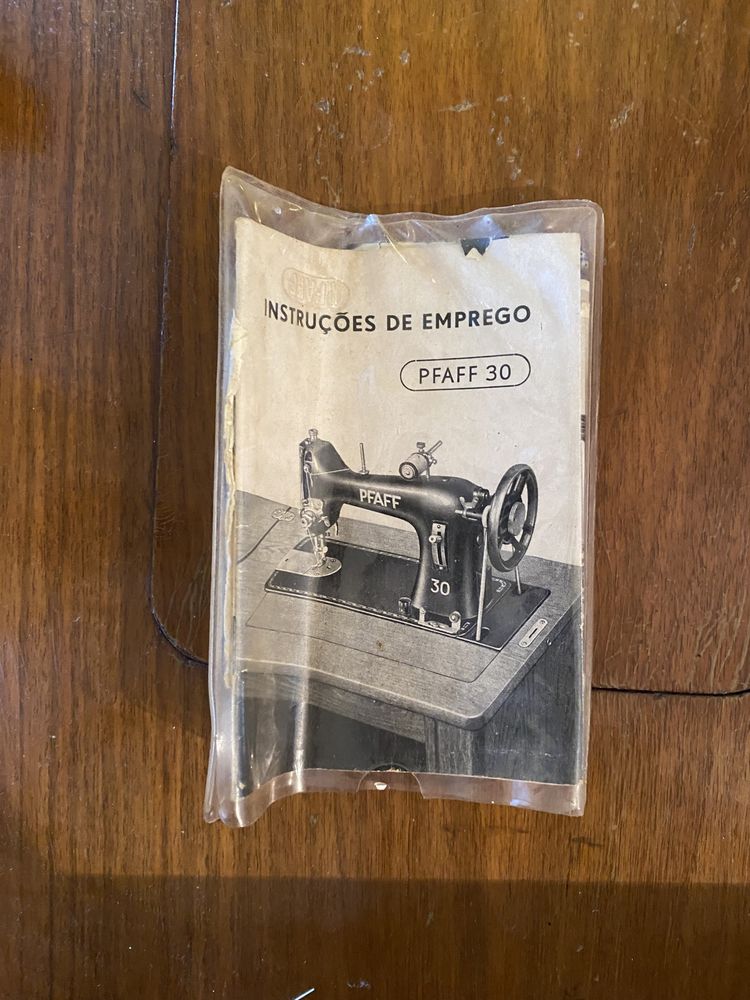 INSTRUÇÕES DE EMPREGO
PFAFF 30
PFAFF
30